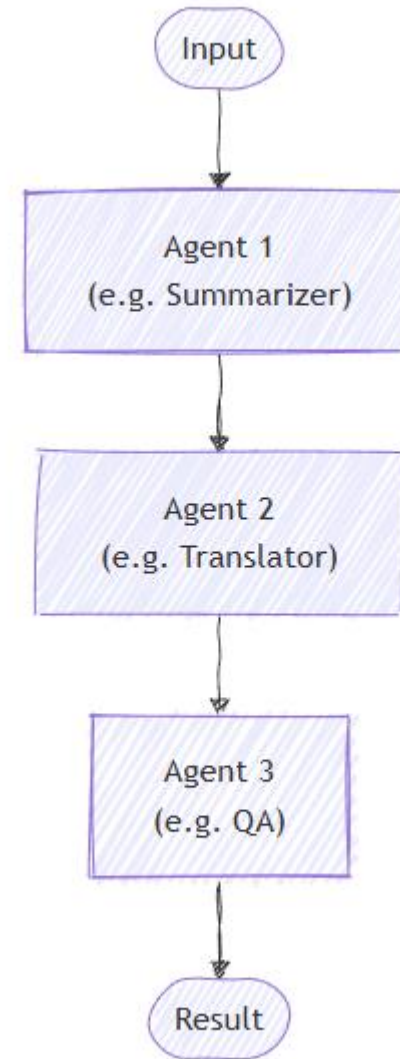 Input
Agent 1
(e.g. Summarizer)
Agent 2
(e.g. Translator)
Agent 3
(e.g. QA)
Result